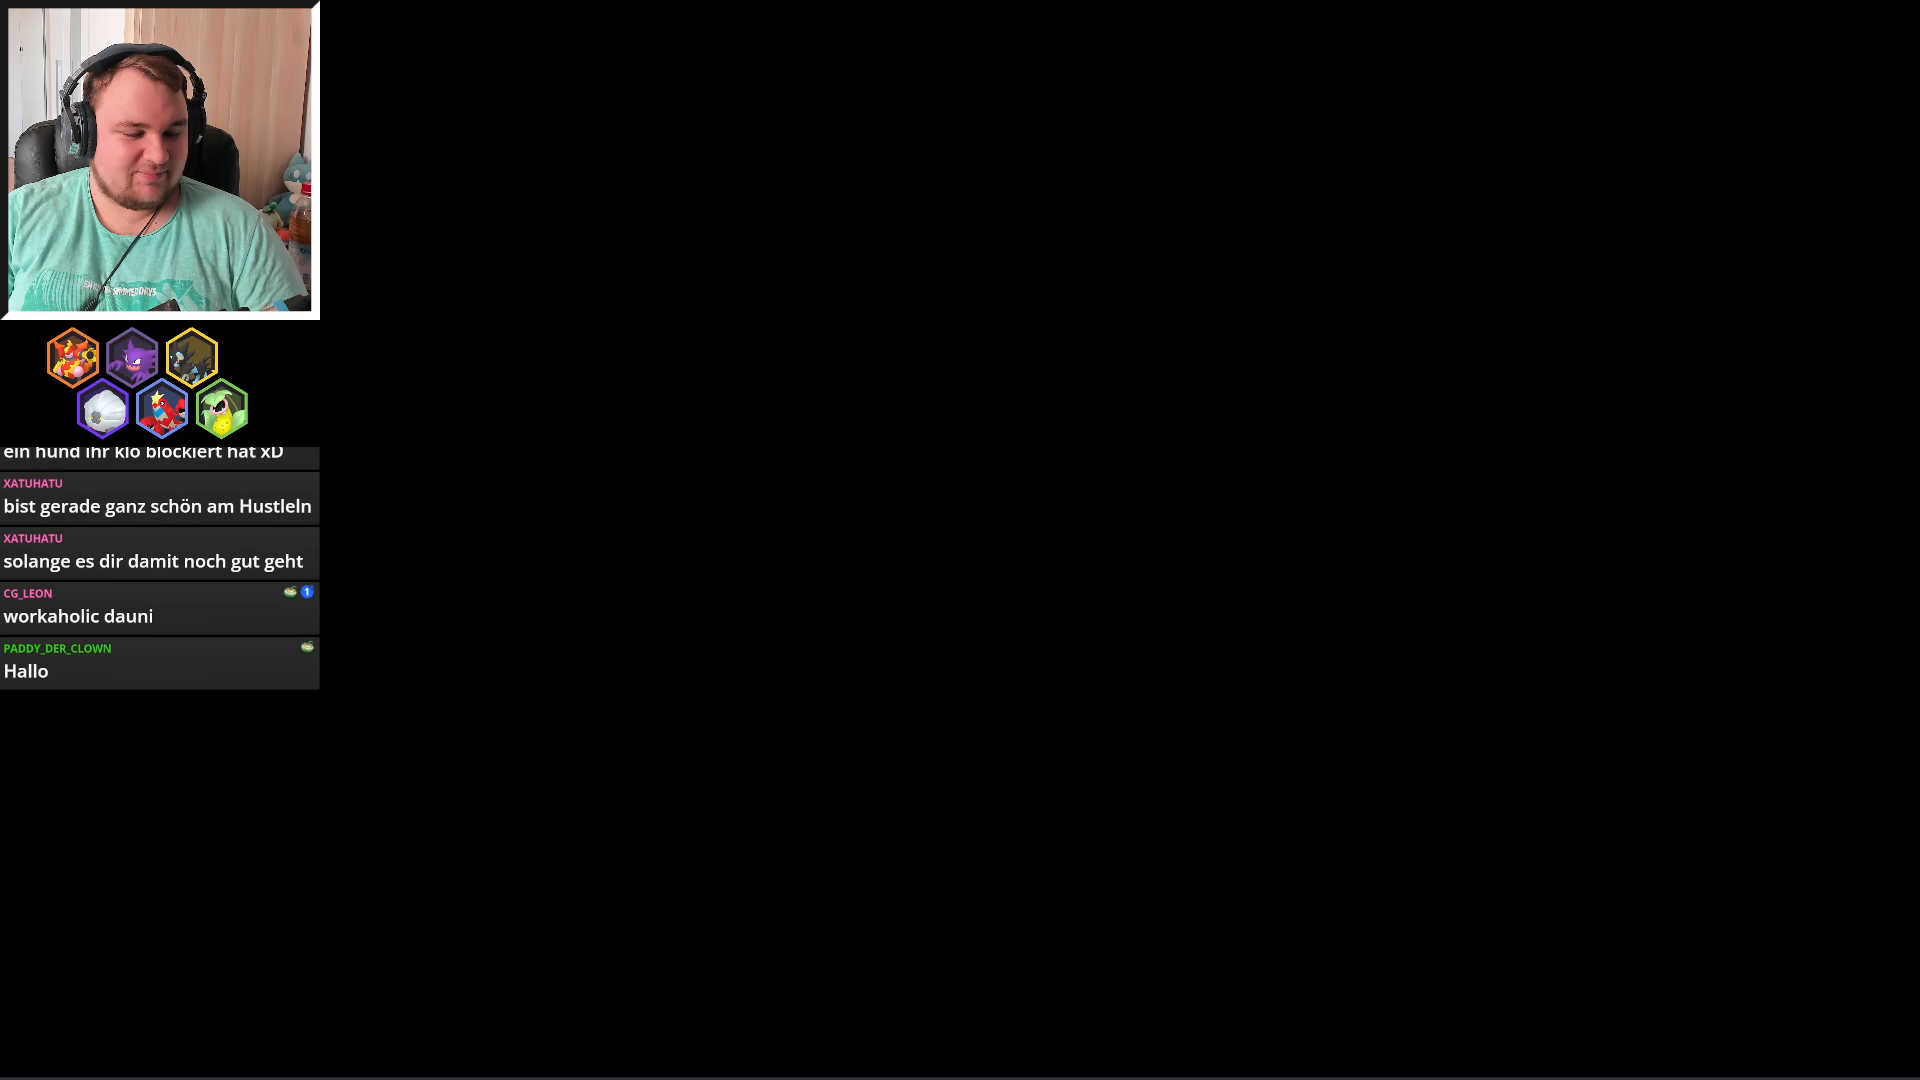 ein hund ihr klo blockiert hat xD
XATUHATU
bist gerade ganz schön am Hustleln
XATUHATU
solange es dir damit noch gut geht
CG_LEON
1
workaholic dauni
PADDY_DER_CLOWN
Hallo